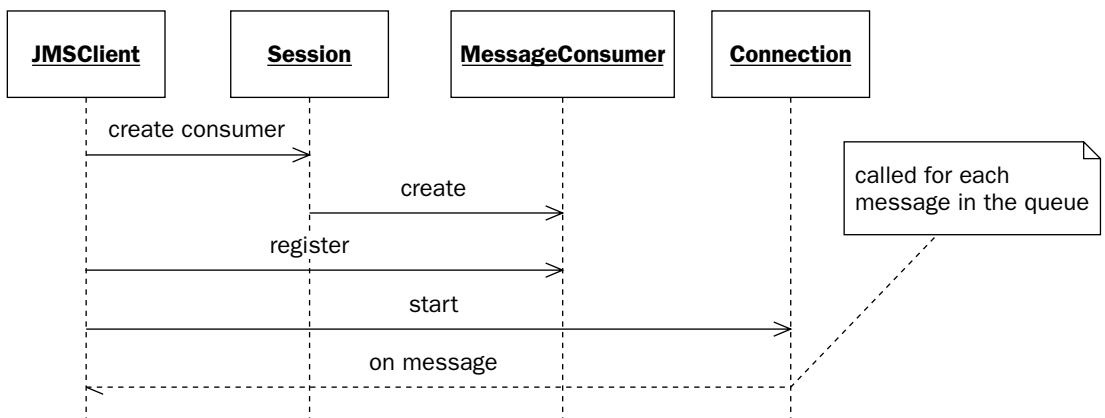 JMSClient
Session
MessageConsumer
Connection
create consumer
called for each
message in the queue
create
register
start
on message